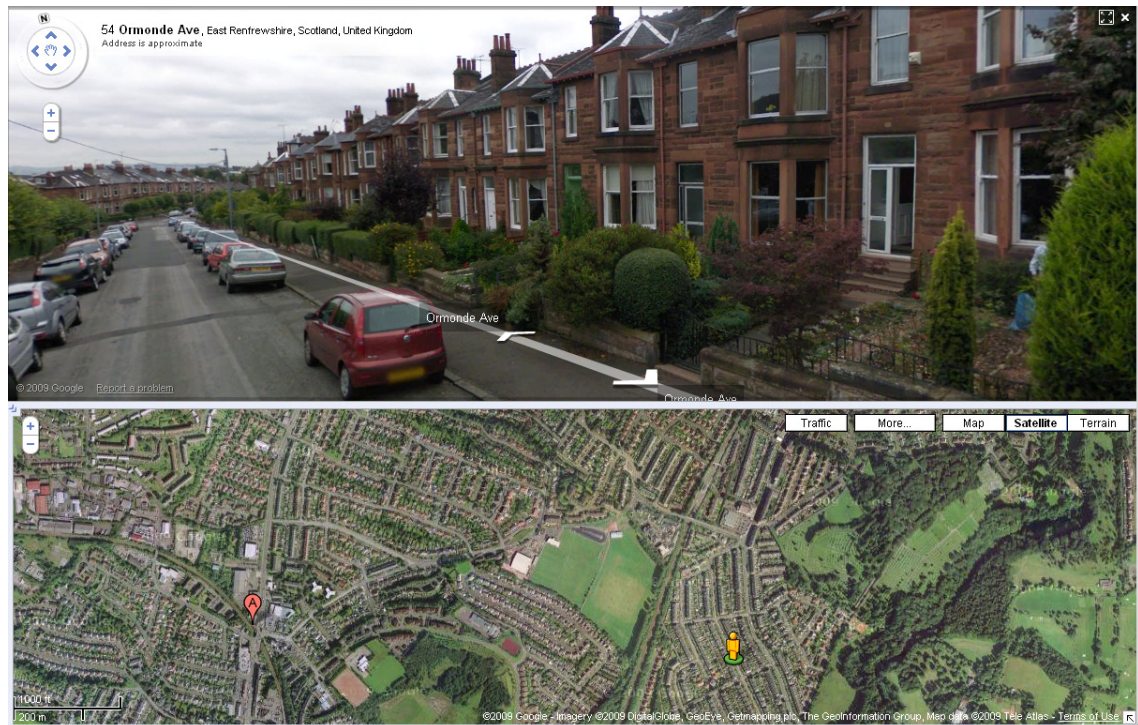 N
54 Ormonde Ave, East Renfrewshire, Scotland, United Kingdom
Address is approximate
Ormonde Ave
Ormonde Ave
© 2009 Google Report a problem
Traffic More... Map Satellite Terrain
A
1000 ft
200 m
©2009 Google - Imagery ©2009 DigitalGlobe, GeoEye, Getmapping plc, The GeoInformation Group, Map data ©2009 Tele Atlas - Terms of Use